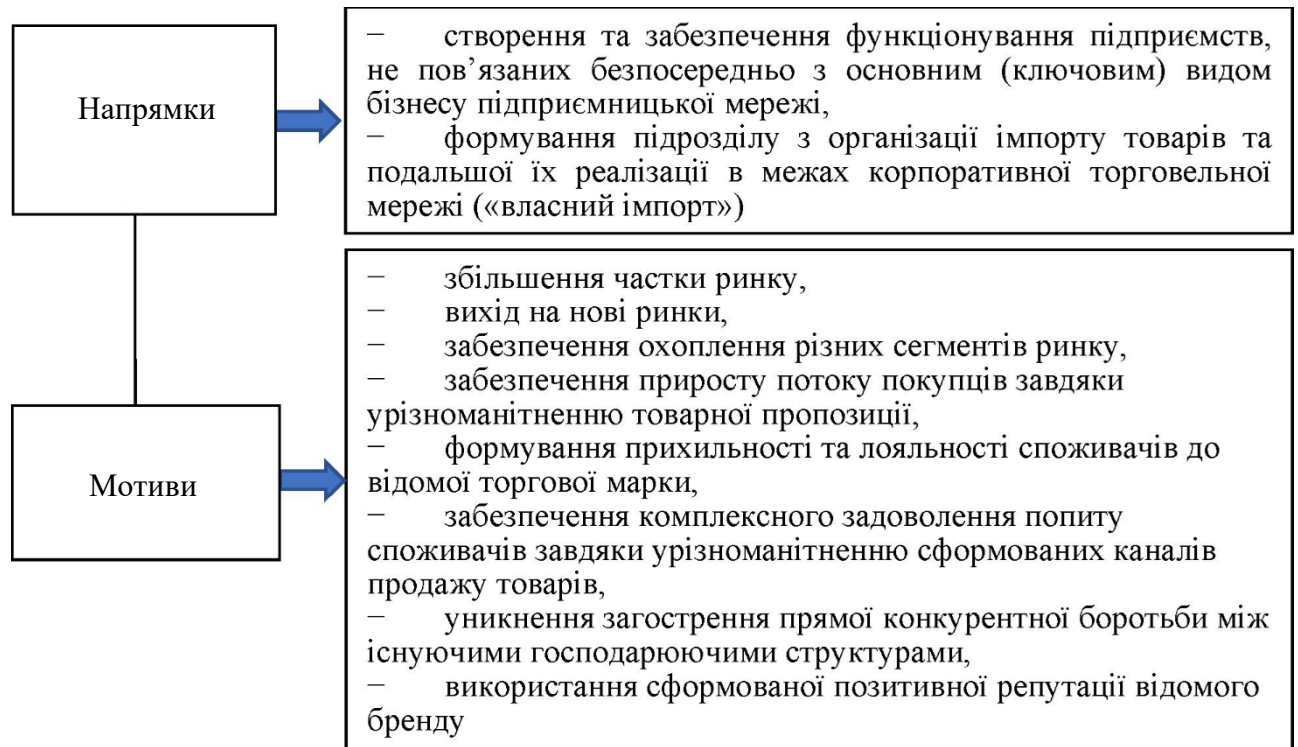 Напрямки
− створення та забезпечення функціонування підприємств,
не пов’язаних безпосередньо з основним (ключовим) видом
бізнесу підприємницької мережі,
− формування підрозділу з організації імпорту товарів та
подальшої їх реалізації в межах корпоративної торговельної
мережі («власний імпорт»)
Мотиви
− збільшення частки ринку,
− вихід на нові ринки,
− забезпечення охоплення різних сегментів ринку,
− забезпечення приросту потоку покупців завдяки
урізноманітненню товарної пропозиції,
− формування прихильності та лояльності споживачів до
відомої торгової марки,
− забезпечення комплексного задоволення попиту
споживачів завдяки урізноманітненню сформованих каналів
продажу товарів,
− уникнення загострення прямої конкурентної боротьби між
існуючими господарюючими структурами,
− використання сформованої позитивної репутації відомого
бренду